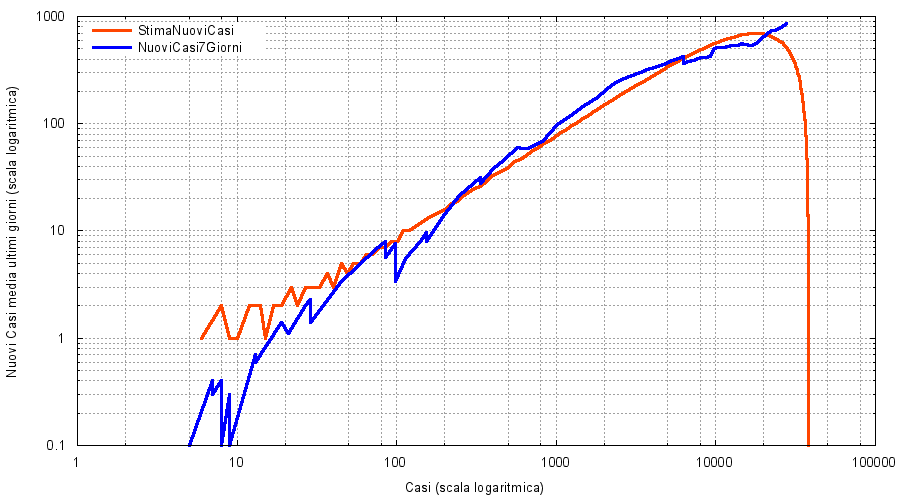 1000
StimaNuoviCasi
NuoviCasi7Giorni
100
10
1
0.1
Nuovi Casi media ultimi giorni (scala logaritmica)
1 10 100 1000 10000 100000
Casi (scala logaritmica)